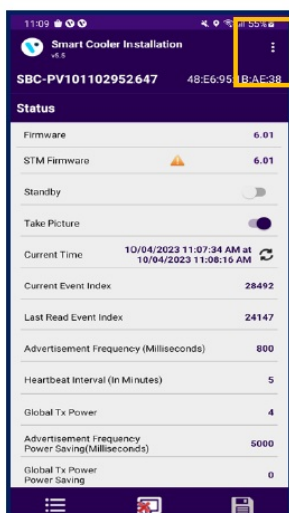 11:09
55%
Smart Cooler Installation
v5.5
SBC-PV101102952647 48:E6:95:1B:AE:38
Status
Firmware 6.01
STM Firmware 6.01
Standby
Take Picture
Current Time 10/04/2023 11:07:34 AM at
10/04/2023 11:08:16 AM
Current Event Index 28492
Last Read Event Index 24147
Advertisement Frequency (Milliseconds) 800
Heartbeat Interval (In Minutes) 5
Global Tx Power 4
Advertisement Frequency
Power Saving(Milliseconds) 5000
Global Tx Power
Power Saving 0